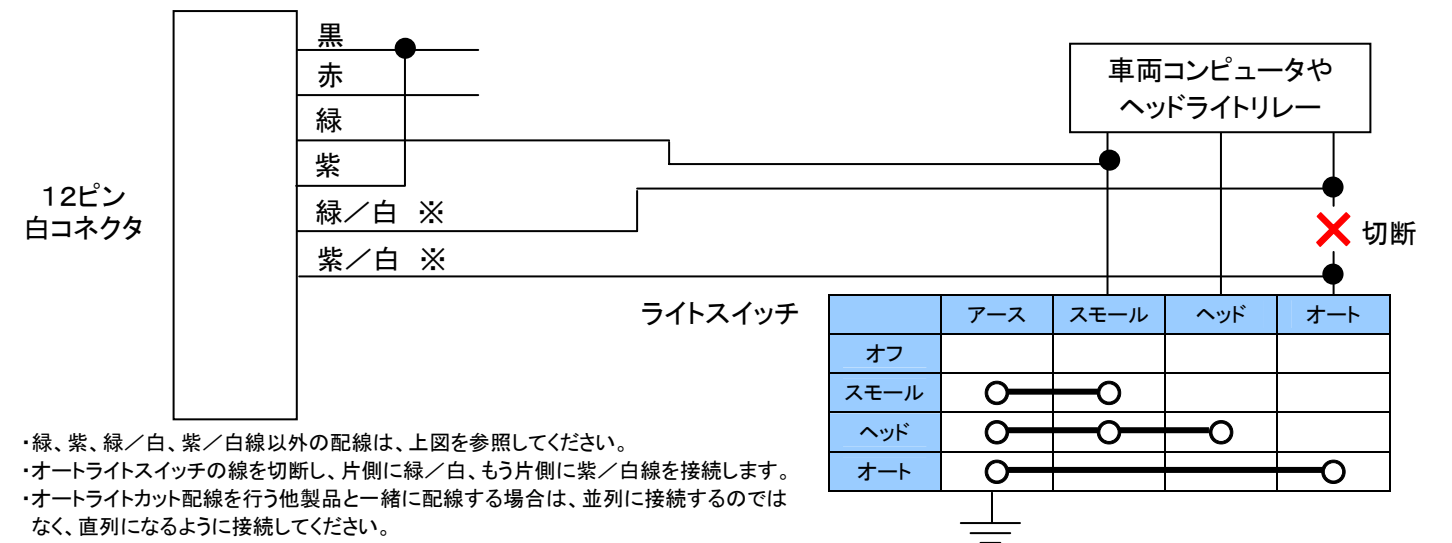 黒
赤
緑
紫
緑／白 ※
紫／白 ※
１２ピン
白コネクタ
車両コンピュータや
ヘッドライトリレー
切断
ライトスイッチ
アース スモール ヘッド オート
オフ
スモール
ヘッド
オート
・緑、紫、緑／白、紫／白線以外の配線は、上図を参照してください。
・オートライトスイッチの線を切断し、片側に緑／白、もう片側に紫／白線を接続します。
・オートライトカット配線を行う他製品と一緒に配線する場合は、並列に接続するのでは
なく、直列になるように接続してください。